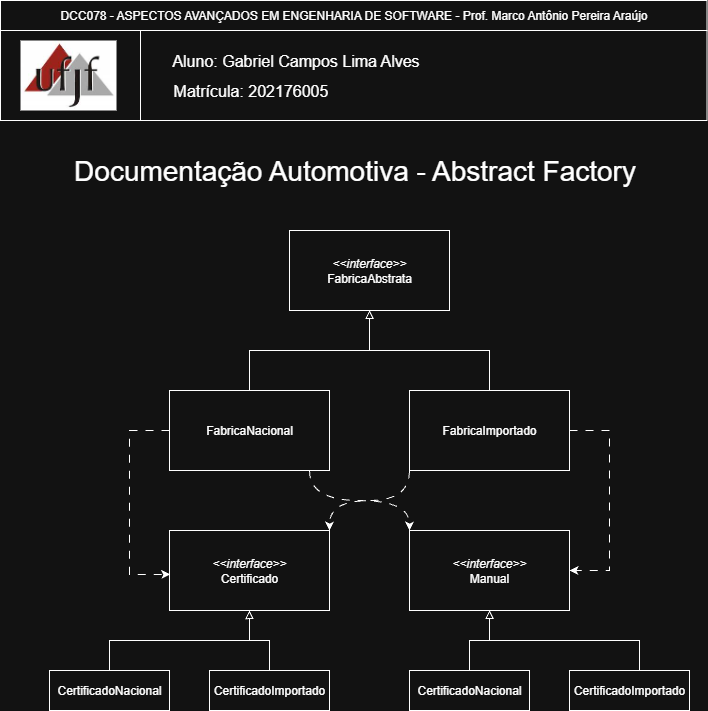 DCC078 - ASPECTOS AVANÇADOS EM ENGENHARIA DE SOFTWARE - Prof. Marco Antônio Pereira Araújo
ufjf
Aluno: Gabriel Campos Lima Alves
Matrícula: 202176005
Documentação Automotiva - Abstract Factory
<<interface>>
FabricaAbstrata
FabricaNacional
FabricaImportado
<<interface>>
Certificado
<<interface>>
Manual
CertificadoNacional
CertificadoImportado
CertificadoNacional
CertificadoImportado